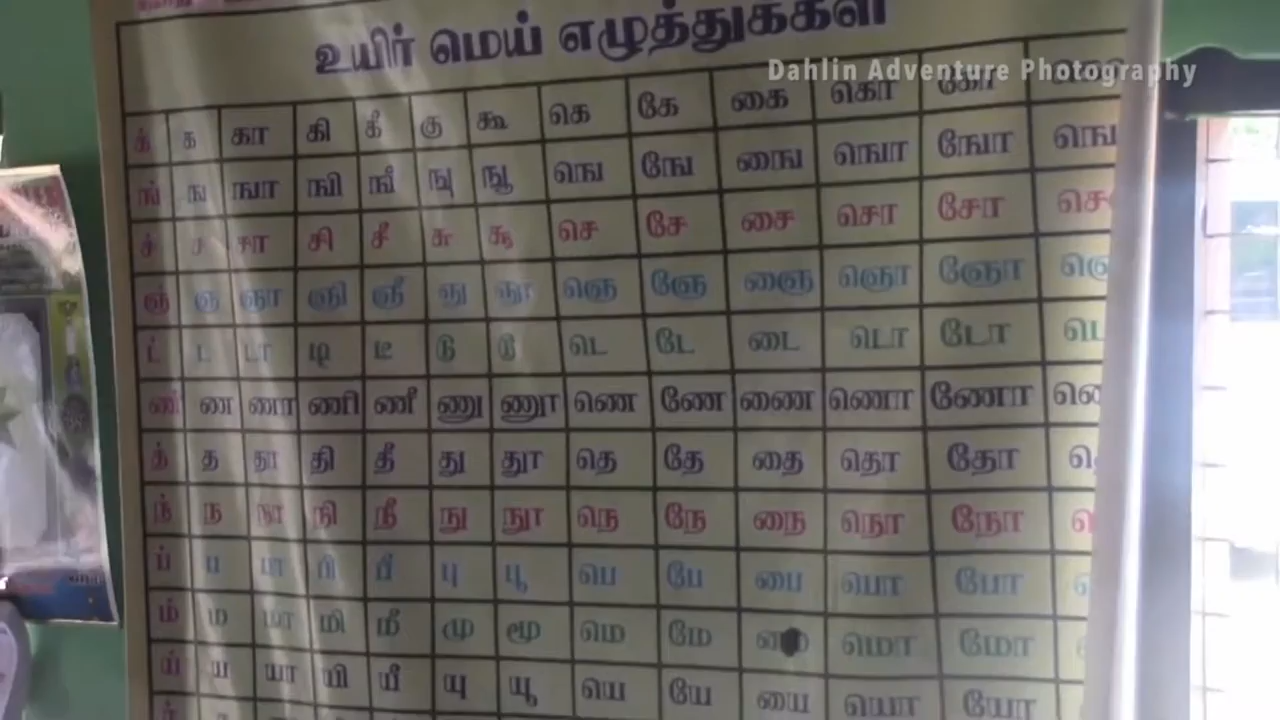 உயிர் மெய் எழுத்துக்கள்
Dahlin Adventure Photography
க் க கா கி கீ கு கூ கெ கே கை கொ கோ
ங் ங ஙா ஙி ஙீ ஙு ஙூ ஙெ ஙே ஙை ஙொ ஙோ
ச் ச சா சி சீ சு சூ செ சே சை சொ சோ
ஞ் ஞ ஞா ஞி ஞீ ஞு ஞூ ஞெ ஞே ஞை ஞொ ஞோ
ட் ட டா டி டீ டு டூ டெ டே டை டொ டோ
ண் ண ணா ணி ணீ ணு ணூ ணெ ணே ணை ணொ ணோ
த் த தா தி தீ து தூ தெ தே தை தொ தோ
ந் ந நா நி நீ நு நூ நெ நே நை நொ நோ
ப் ப பா பி பீ பு பூ பெ பே பை பொ போ
ம் ம மா மி மீ மு மூ மெ மே மை மொ மோ
ய் ய யா யி யீ யு யூ யெ யே யை யொ யோ